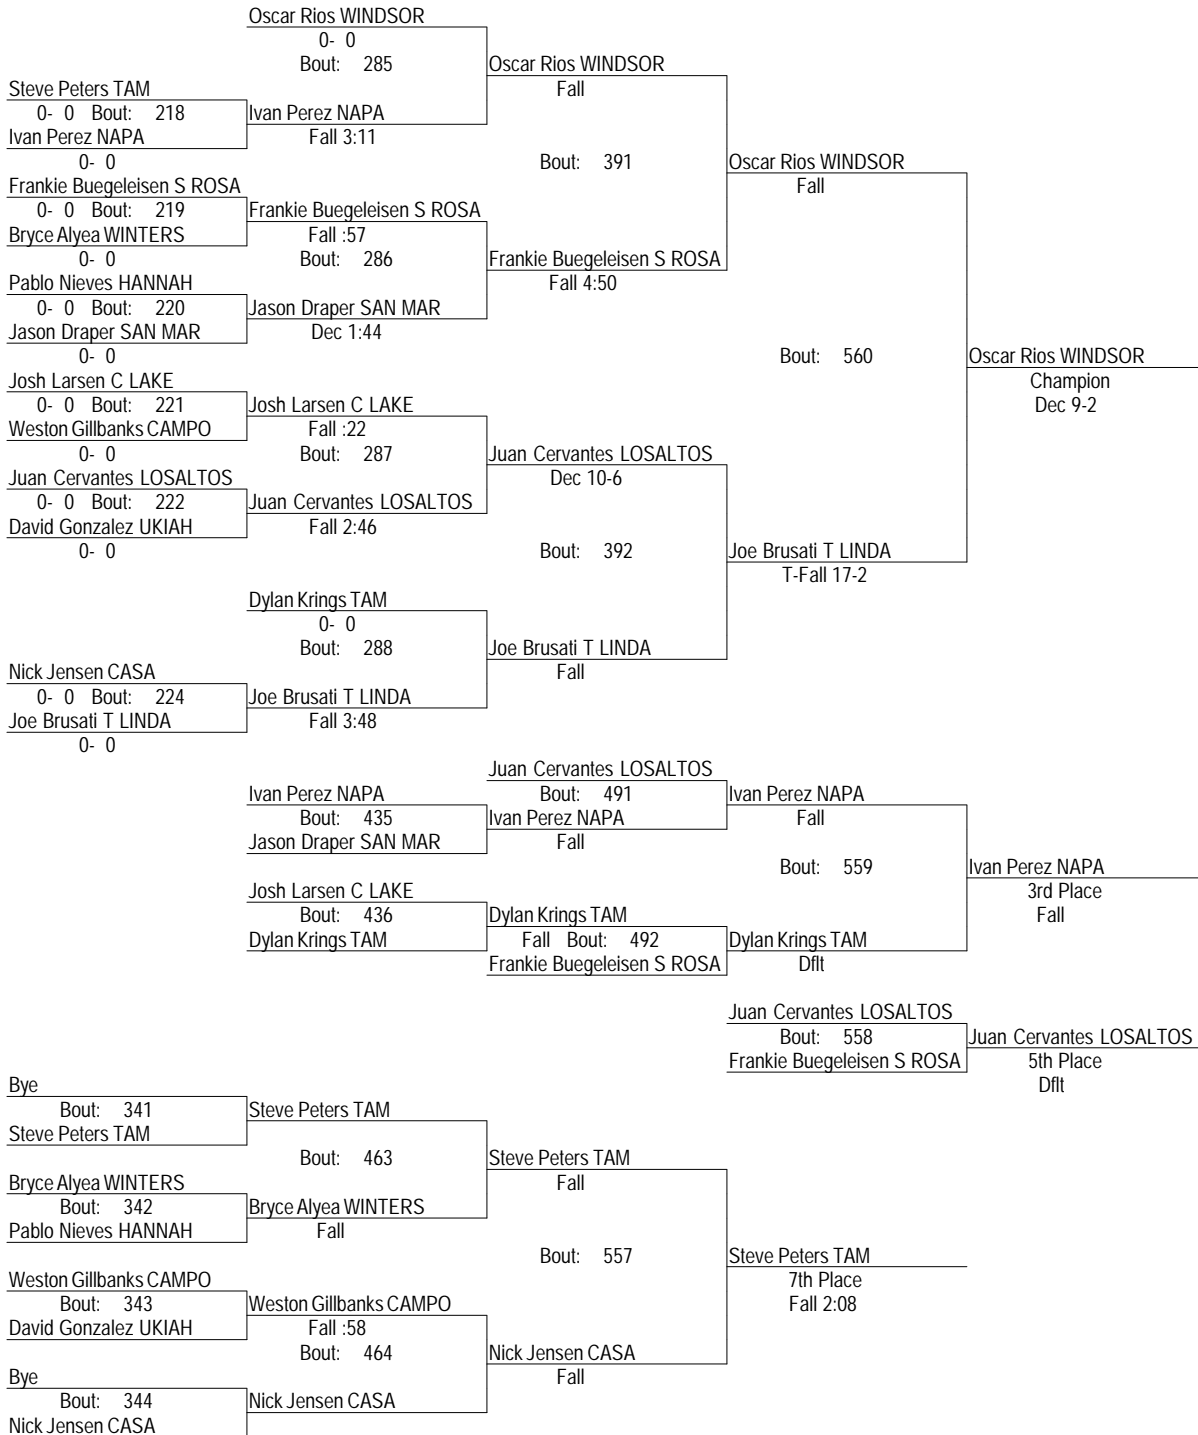 Oscar Rios WINDSOR
0- 0
Bout: 285
Oscar Rios WINDSOR
Fall
Steve Peters TAM
0- 0 Bout: 218
Ivan Perez NAPA
Ivan Perez NAPA
Fall 3:11
0- 0
Bout: 391
Oscar Rios WINDSOR
Fall
Frankie Buegeleisen S ROSA
0- 0 Bout: 219
Frankie Buegeleisen S ROSA
Bryce Alyea WINTERS
Fall :57
0- 0
Bout: 286
Frankie Buegeleisen S ROSA
Fall 4:50
Pablo Nieves HANNAH
0- 0 Bout: 220
Jason Draper SAN MAR
Jason Draper SAN MAR
Dec 1:44
0- 0
Bout: 560
Oscar Rios WINDSOR
Champion
Dec 9-2
Josh Larsen C LAKE
0- 0 Bout: 221
Josh Larsen C LAKE
Weston Gillbanks CAMPO
Fall :22
0- 0
Bout: 287
Juan Cervantes LOSALTOS
Dec 10-6
Juan Cervantes LOSALTOS
0- 0 Bout: 222
Juan Cervantes LOSALTOS
David Gonzalez UKIAH
Fall 2:46
0- 0
Bout: 392
Joe Brusati T LINDA
T-Fall 17-2
Dylan Krings TAM
0- 0
Bout: 288
Joe Brusati T LINDA
Fall
Nick Jensen CASA
0- 0 Bout: 224
Joe Brusati T LINDA
Joe Brusati T LINDA
Fall 3:48
0- 0
Juan Cervantes LOSALTOS
Ivan Perez NAPA
Bout: 491
Ivan Perez NAPA
Bout: 435
Ivan Perez NAPA
Fall
Jason Draper SAN MAR
Fall
Bout: 559
Ivan Perez NAPA
3rd Place
Fall
Josh Larsen C LAKE
Bout: 436
Dylan Krings TAM
Dylan Krings TAM
Fall Bout: 492
Dylan Krings TAM
Frankie Buegeleisen S ROSA
Dflt
Juan Cervantes LOSALTOS
Bout: 558
Juan Cervantes LOSALTOS
Frankie Buegeleisen S ROSA
5th Place
Dflt
Bye
Bout: 341
Steve Peters TAM
Steve Peters TAM
Bout: 463
Steve Peters TAM
Fall
Bryce Alyea WINTERS
Bout: 342
Bryce Alyea WINTERS
Pablo Nieves HANNAH
Fall
Bout: 557
Steve Peters TAM
7th Place
Fall 2:08
Weston Gillbanks CAMPO
Bout: 343
Weston Gillbanks CAMPO
David Gonzalez UKIAH
Fall :58
Bout: 464
Nick Jensen CASA
Fall
Bye
Bout: 344
Nick Jensen CASA
Nick Jensen CASA